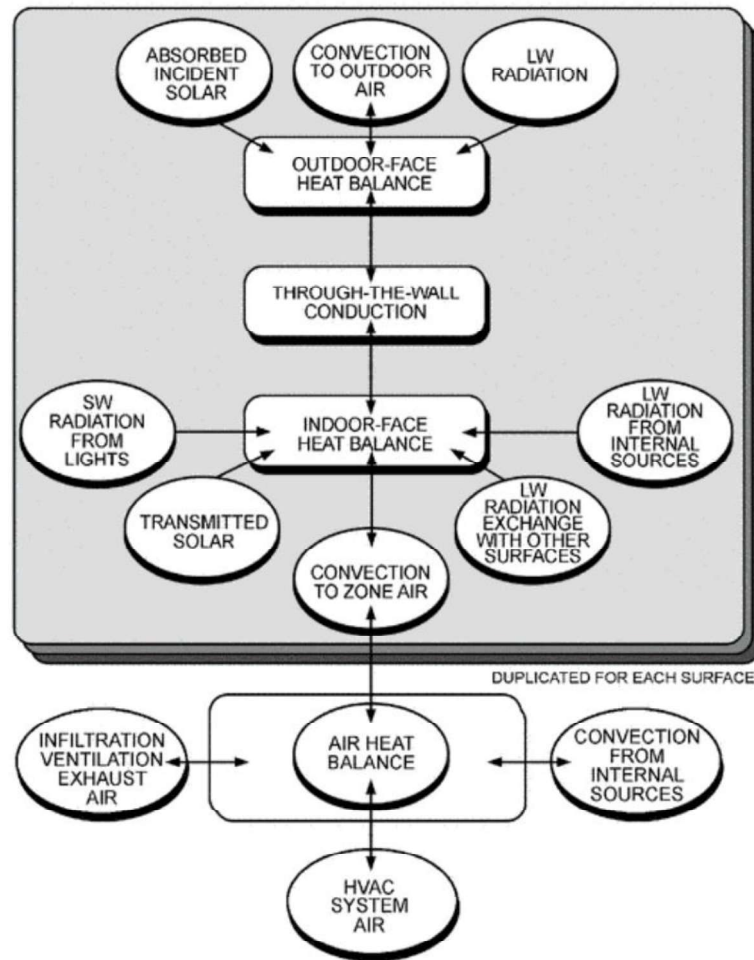 ABSORBED
INCIDENT
SOLAR
CONVECTION
TO OUTDOOR
AIR
LW
RADIATION
OUTDOOR-FACE
HEAT BALANCE
THROUGH-THE-WALL
CONDUCTION
SW
RADIATION
FROM
LIGHTS
INDOOR-FACE
HEAT BALANCE
LW
RADIATION
FROM
INTERNAL
SOURCES
TRANSMITTED
SOLAR
LW
RADIATION
EXCHANGE
WITH OTHER
SURFACES
CONVECTION
TO ZONE AIR
DUPLICATED FOR EACH SURFACE
INFILTRATION
VENTILATION
EXHAUST
AIR
AIR HEAT
BALANCE
CONVECTION
FROM
INTERNAL
SOURCES
HVAC
SYSTEM
AIR